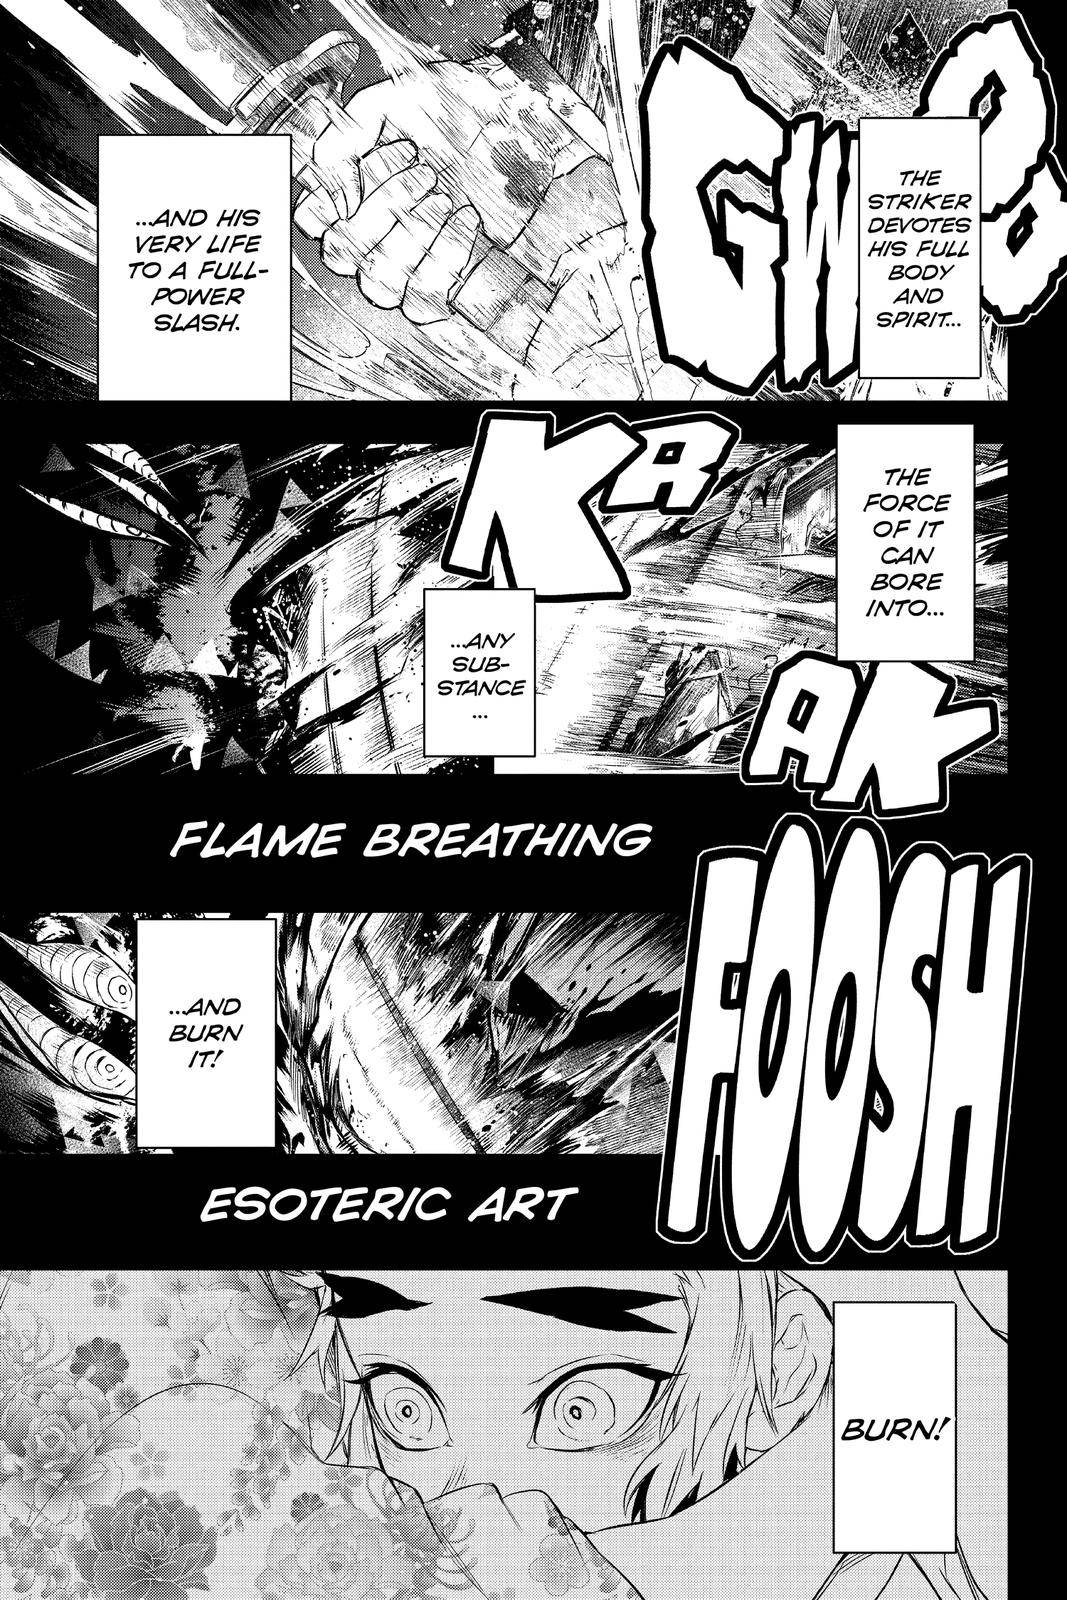 THE
STRIKER
DEVOTES
HIS FULL
BODY
AND
SPIRIT...
...AND HIS
VERY LIFE
TO A FULL-
POWER
SLASH.
THE
FORCE
OF IT
CAN
BORE
INTO...
KR
AK
...ANY
SUB-
STANCE
...
FLAME BREATHING
FOOSH
...AND
BURN
IT!
ESOTERIC ART
BURN!